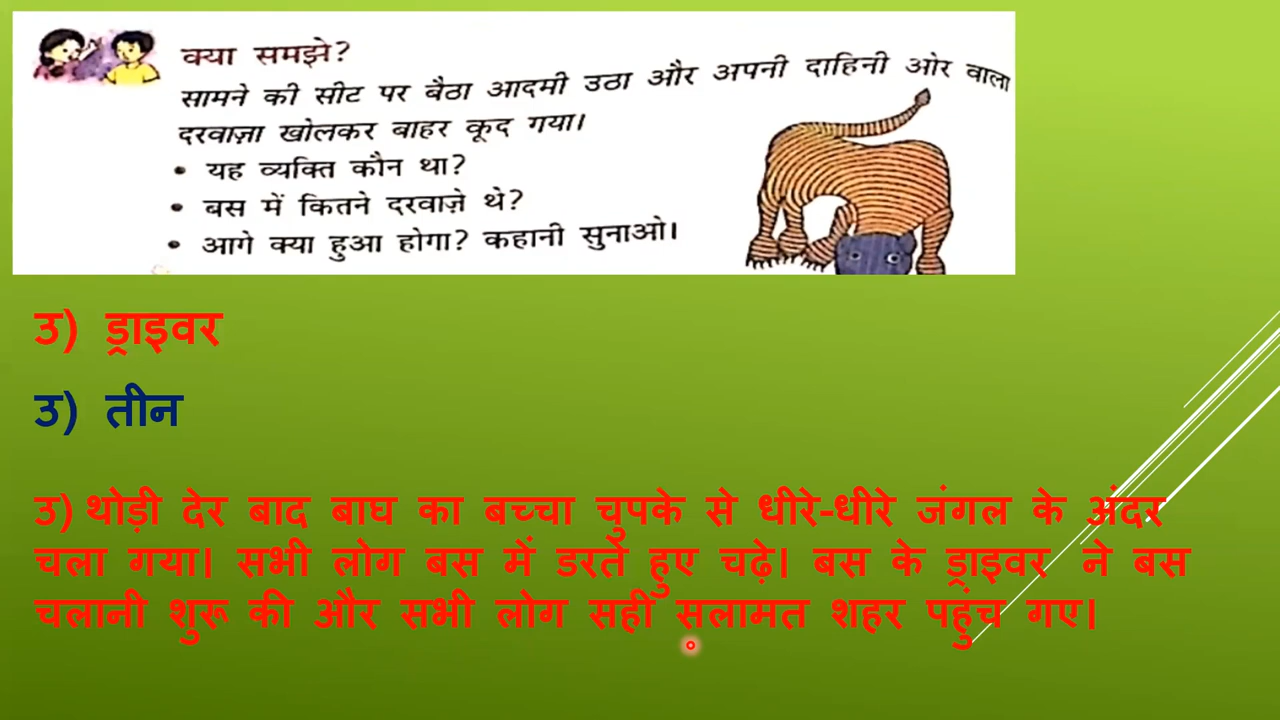 क्या समझे?
सामने की सीट पर बैठा आदमी उठा और अपनी दाहिनी ओर वाला
दरवाज़ा खोलकर बाहर कूद गया।
• यह व्यक्ति कौन था?
• बस में कितने दरवाज़े थे?
• आगे क्या हुआ होगा? कहानी सुनाओ।
उ) ड्राइवर
उ) तीन
उ) थोड़ी देर बाद बाघ का बच्चा चुपके से धीरे-धीरे जंगल के अंदर
चला गया। सभी लोग बस में डरते हुए चढ़े। बस के ड्राइवर ने बस
चलानी शुरू की और सभी लोग सही सलामत शहर पहुंच गए।